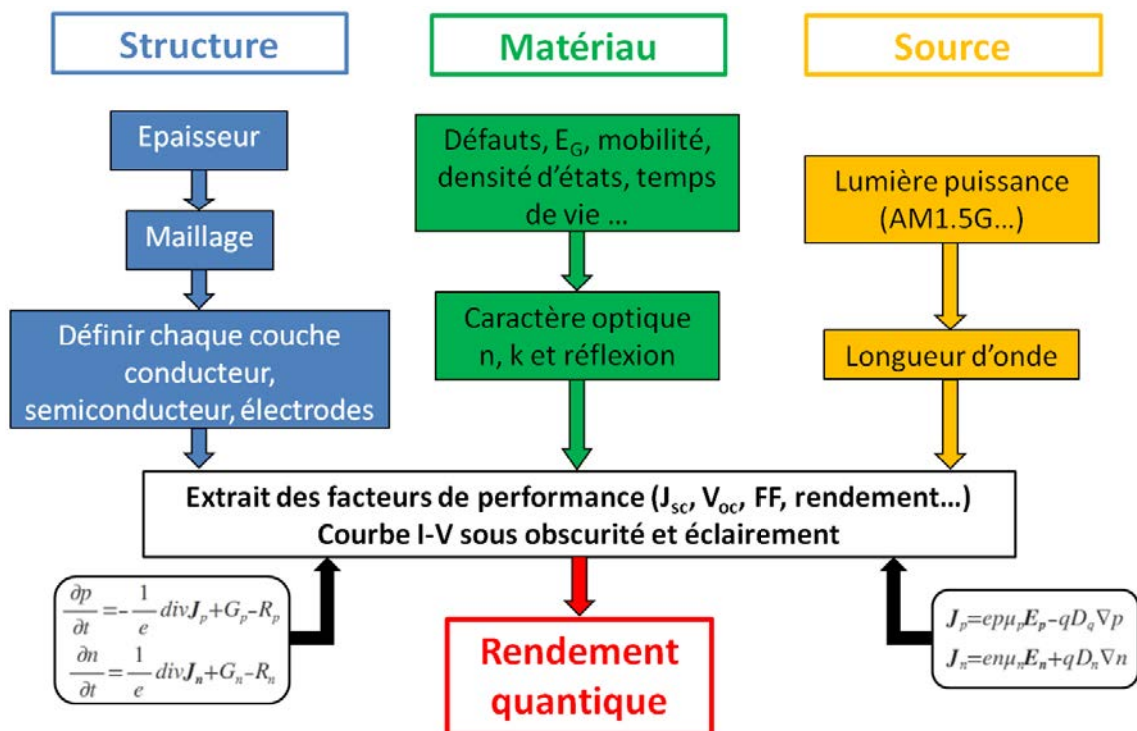 Structure
Matériau
Source
Epaisseur
Maillage
Définir chaque couche
conducteur,
semiconducteur, électrodes
Défauts, E_G, mobilité,
densité d'états, temps
de vie ...
Caractère optique
n, k et réflexion
Lumière puissance
(AM1.5G...)
Longueur d'onde
Extrait des facteurs de performance (J_sc, V_oc, FF, rendement...)
Courbe I-V sous obscurité et éclairement
∂p/∂t=-1/e divJ_p+G_p-R_p
∂n/∂t=1/e divJ_n+G_n-R_n
Rendement
quantique
J_p=epμ_pE_p-qD_q∇p
J_n=enμ_nE_n+qD_n∇n